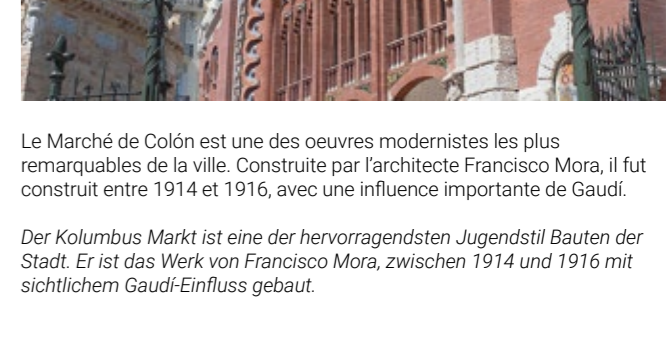 Le Marché de Colón est une des oeuvres modernistes les plus
remarquables de la ville. Construite par l’architecte Francisco Mora, il fut
construit entre 1914 et 1916, avec une influence importante de Gaudí.
Der Kolumbus Markt ist eine der hervorragendsten Jugendstil Bauten der
Stadt. Er ist das Werk von Francisco Mora, zwischen 1914 und 1916 mit
sichtlichem Gaudí-Einfluss gebaut.